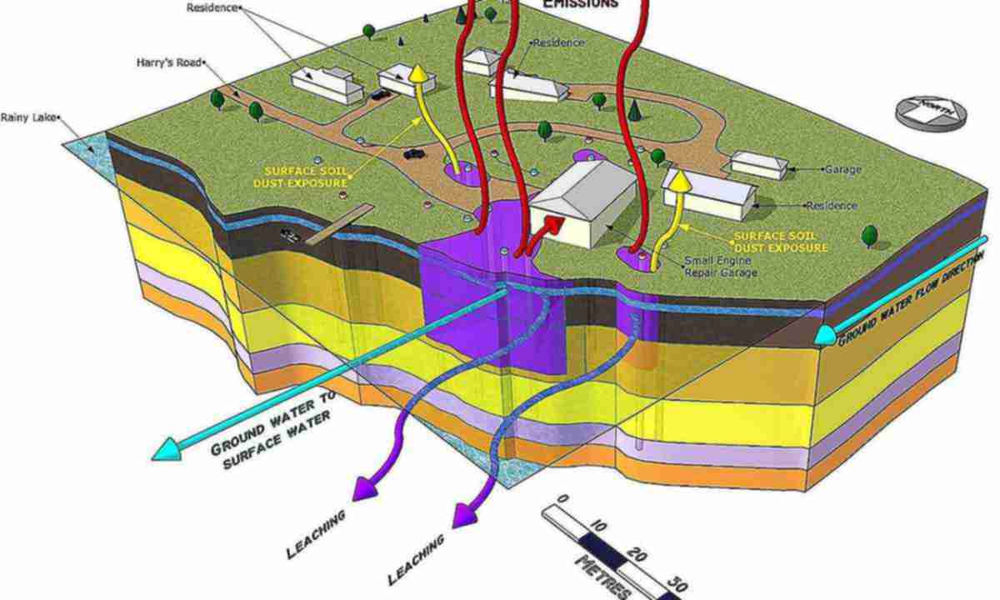 EMISSIONS
Residence
Residence
Harry's Road
NORTH
Rainy Lake
SURFACE SOIL
DUST EXPOSURE
Garage
Residence
SURFACE SOIL
DUST EXPOSURE
Small Engine
Repair Garage
GROUND WATER FLOW DIRECTION
GROUND WATER TO
SURFACE WATER
LEACHING
LEACHING
0
10
20
30
METRES